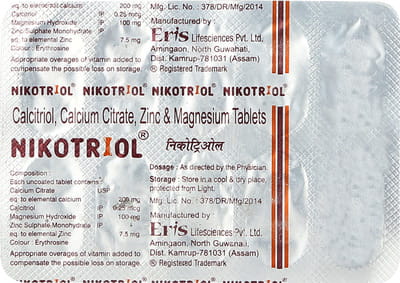 eq. to elemental calcium 200 mg
Calcitriol IP 0.25 mcg
Magnesium Hydroxide IP 100 mg
Zinc Sulphate Monohydrate IP
eq. to elemental Zinc 7.5 mg
Colour : Erythrosine
Appropriate overages of vitamin added to
compensate the possible loss on storage.
Mfg. Lic. No. : 378/DR/Mfg/2014
Manufactured by :
Eris Lifesciences Pvt. Ltd.
Amingaon, North Guwahati,
Dist. Kamrup-781031 (Assam)
® Registered Trademark
NIKOTRIOL NIKOTRIOL NIKOTRIOL NIKOTRIOL NIKOTRIOL
Calcitriol, Calcium Citrate, Zinc & Magnesium Tablets
NIKOTRIOL® निकोट्रिओल
Composition :
Each uncoated tablet contains
Calcium Citrate USP
eq. to elemental calcium 200 mg
Calcitriol IP 0.25 mcg
Magnesium Hydroxide IP 100 mg
Zinc Sulphate Monohydrate IP
eq. to elemental Zinc 7.5 mg
Colour : Erythrosine
Appropriate overages of vitamin added to
compensate the possible loss on storage.
Dosage : As directed by the Physician.
Storage : Store in a cool & dry place,
protected from Light.
Mfg. Lic. No. : 378/DR/Mfg/2014
Manufactured by :
Eris Lifesciences Pvt. Ltd.
Amingaon, North Guwahati,
Dist. Kamrup-781031 (Assam)
® Registered Trademark
NIKOTRIOL NIKOTRIOL NIKOTRIOL NIKOTRIOL NIKOTRIOL